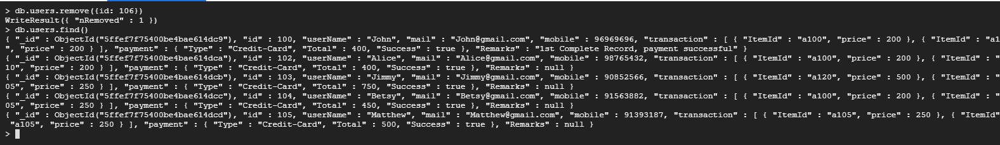 > db.users.remove({id: 106})
WriteResult({ "nRemoved" : 1 })
> db.users.find()
{ "_id" : ObjectId("5ffef7f75400be4bae614dc9"), "id" : 100, "userName" : "John", "mail" : "John@gmail.com", "mobile" : 96969696, "transaction" : [ { "ItemId" : "a100", "price" : 200 }, { "ItemId" : "a1
", "price" : 200 } ], "payment" : { "Type" : "Credit-Card", "Total" : 400, "Success" : true }, "Remarks" : "1st Complete Record, payment successful" }
{ "_id" : ObjectId("5ffef7f75400be4bae614dca"), "id" : 102, "userName" : "Alice", "mail" : "Alice@gmail.com", "mobile" : 98765432, "transaction" : [ { "ItemId" : "a100", "price" : 200 }, { "ItemId" : "
10", "price" : 200 } ], "payment" : { "Type" : "Credit-Card", "Total" : 400, "Success" : true }, "Remarks" : null }
{ "_id" : ObjectId("5ffef7f75400be4bae614dcb"), "id" : 103, "userName" : "Jimmy", "mail" : "Jimmy@gmail.com", "mobile" : 90852566, "transaction" : [ { "ItemId" : "a120", "price" : 500 }, { "ItemId" : "
05", "price" : 250 } ], "payment" : { "Type" : "Credit-Card", "Total" : 750, "Success" : true }, "Remarks" : null }
{ "_id" : ObjectId("5ffef7f75400be4bae614dcc"), "id" : 104, "userName" : "Betsy", "mail" : "Betsy@gmail.com", "mobile" : 91563882, "transaction" : [ { "ItemId" : "a100", "price" : 200 }, { "ItemId" : "
05", "price" : 250 } ], "payment" : { "Type" : "Credit-Card", "Total" : 450, "Success" : true }, "Remarks" : null }
{ "_id" : ObjectId("5ffef7f75400be4bae614dcd"), "id" : 105, "userName" : "Matthew", "mail" : "Matthew@gmail.com", "mobile" : 91393187, "transaction" : [ { "ItemId" : "a105", "price" : 250 }, { "ItemId"
"a105", "price" : 250 } ], "payment" : { "Type" : "Credit-Card", "Total" : 500, "Success" : true }, "Remarks" : null }
>